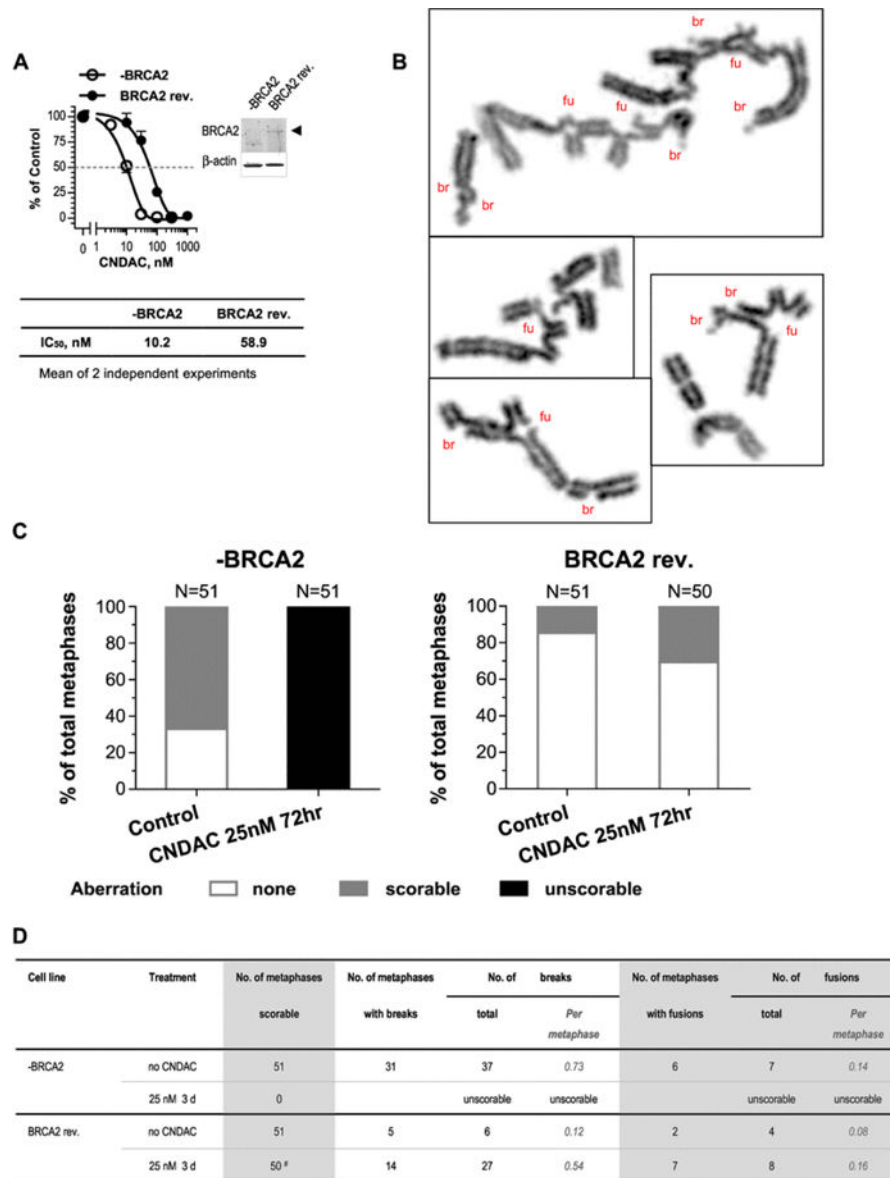 A
-BRCA2
BRCA2 rev.
-BRCA2
BRCA2 rev.
BRCA2
β-actin
% of Control
100
75
50
25
0
0 1 10 100 1000
CNDAC, nM
-BRCA2 BRCA2 rev.
IC50, nM 10.2 58.9
Mean of 2 independent experiments
B
br
fu
fu fu
br
br
br
br
fu
br
br
fu
fu
br
br
C
-BRCA2
N=51 N=51
% of total metaphases
100
80
60
40
20
0
Control
CNDAC 25nM 72hr
BRCA2 rev.
N=51 N=50
% of total metaphases
100
80
60
40
20
0
Control
CNDAC 25nM 72hr
Aberration none scorable unscorable
D
Cell line Treatment No. of metaphases No. of metaphases No. of breaks No. of metaphases No. of fusions
scorable with breaks total Per metaphase with fusions total Per metaphase
-BRCA2 no CNDAC 51 31 37 0.73 6 7 0.14
25 nM 3 d 0 unscorable unscorable unscorable unscorable
BRCA2 rev. no CNDAC 51 5 6 0.12 2 4 0.08
25 nM 3 d 50 # 14 27 0.54 7 8 0.16